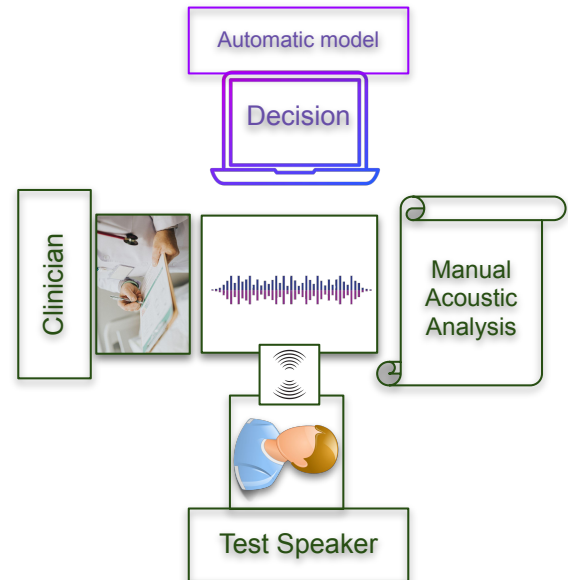 Automatic model
Decision
Clinician
Manual
Acoustic
Analysis
Test Speaker